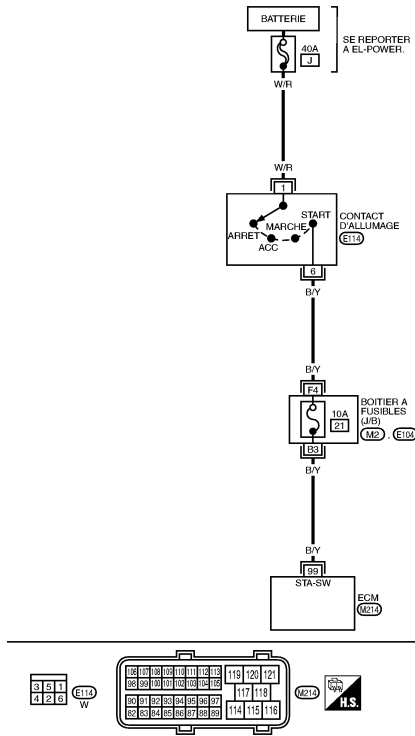 BATTERIE
40A
J
SE REPORTER
A EL-POWER.
W/R
W/R
1
START
MARCHE
ARRET
ACC
CONTACT
D'ALLUMAGE
E114
6
B/Y
B/Y
F4
10A
21
BOITIER A
FUSIBLES
(J/B)
M2 , E104
B3
B/Y
B/Y
99
STA-SW
ECM
M214
3 5 1
4 2 6
E114
W
106 107 108 109 110 111 112 113
98 99 100 101 102 103 104 105
90 91 92 93 94 95 96 97
82 83 84 85 86 87 88 89
119 120 121
117 118
114 115 116
M214
H.S.